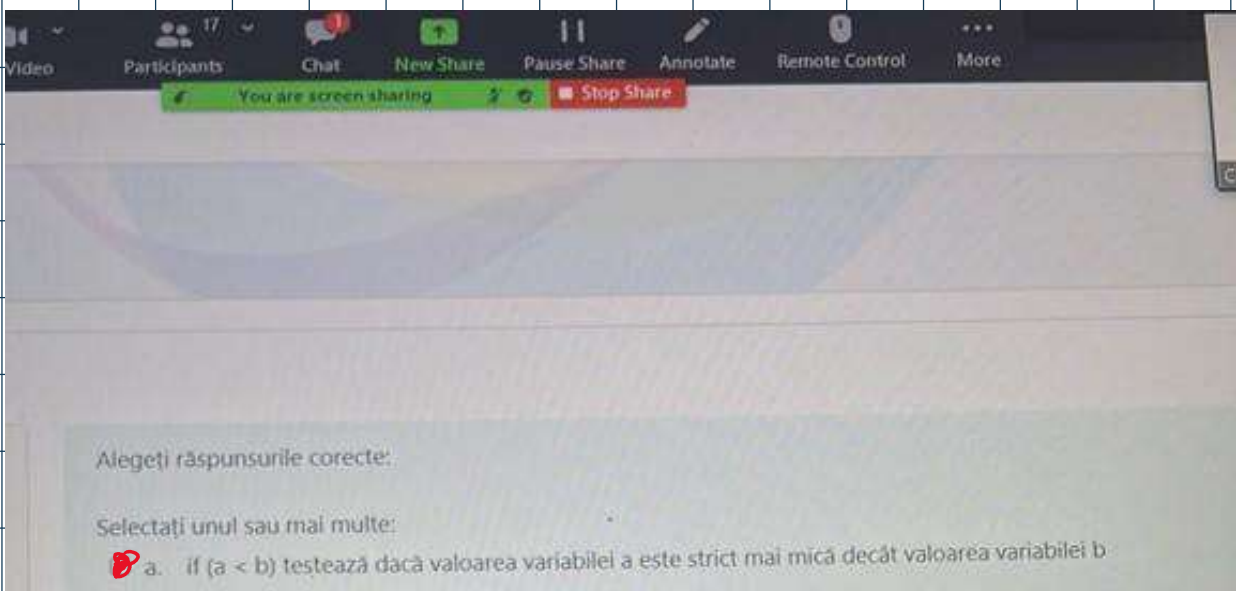 Video Participants 17 Chat 1 New Share Pause Share Annotate Remote Control More
You are screen sharing Stop Share
C
Alegeți răspunsurile corecte:
Selectați unul sau mai multe:
a. if (a < b) testează dacă valoarea variabilei a este strict mai mică decât valoarea variabilei b